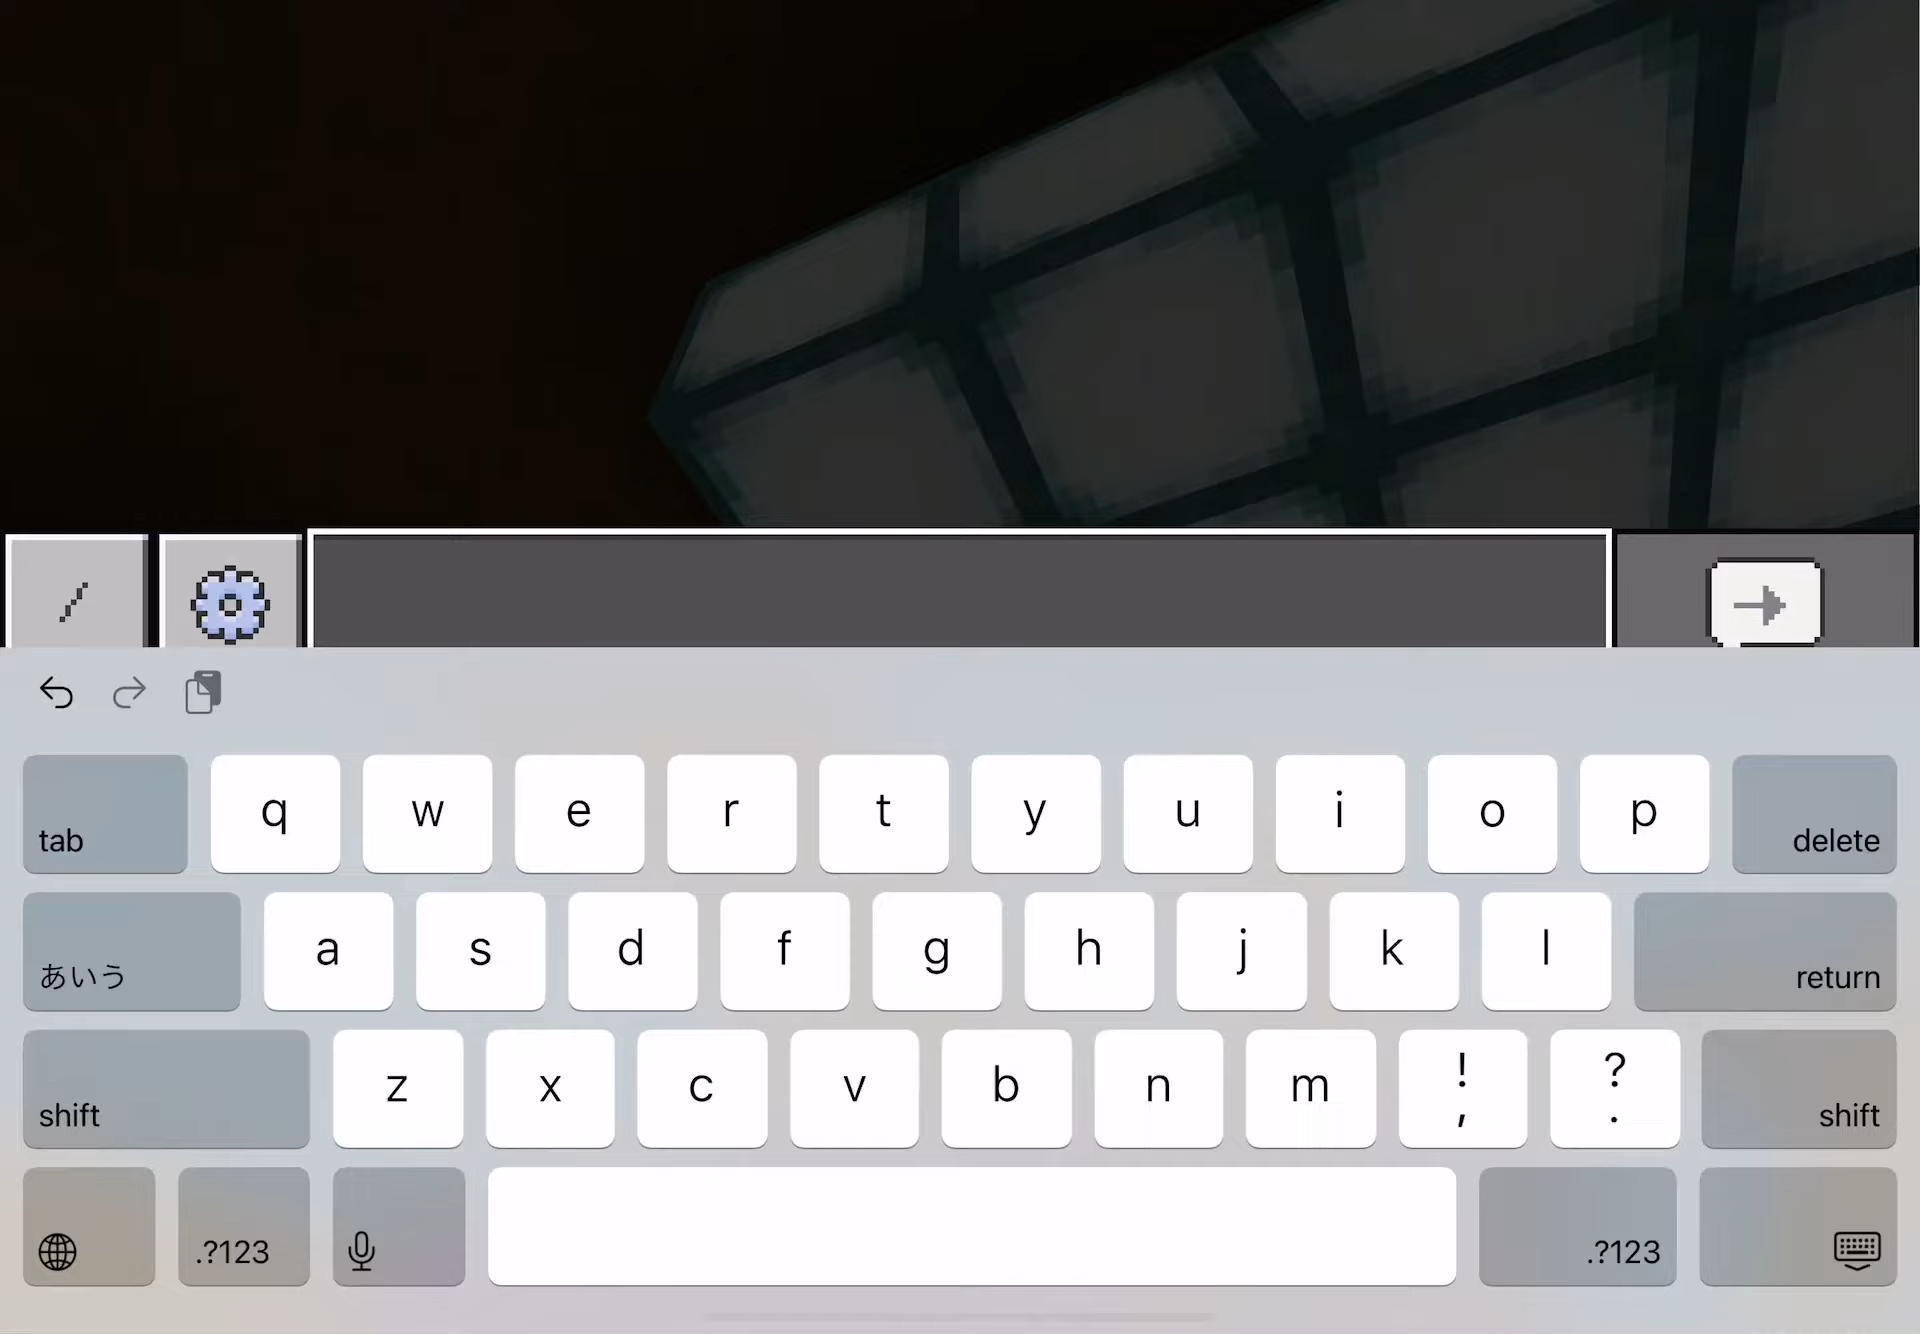 /
tab q w e r t y u i o p delete
あいう a s d f g h j k l return
shift z x c v b n m ! , ? . shift
.?123 .?123